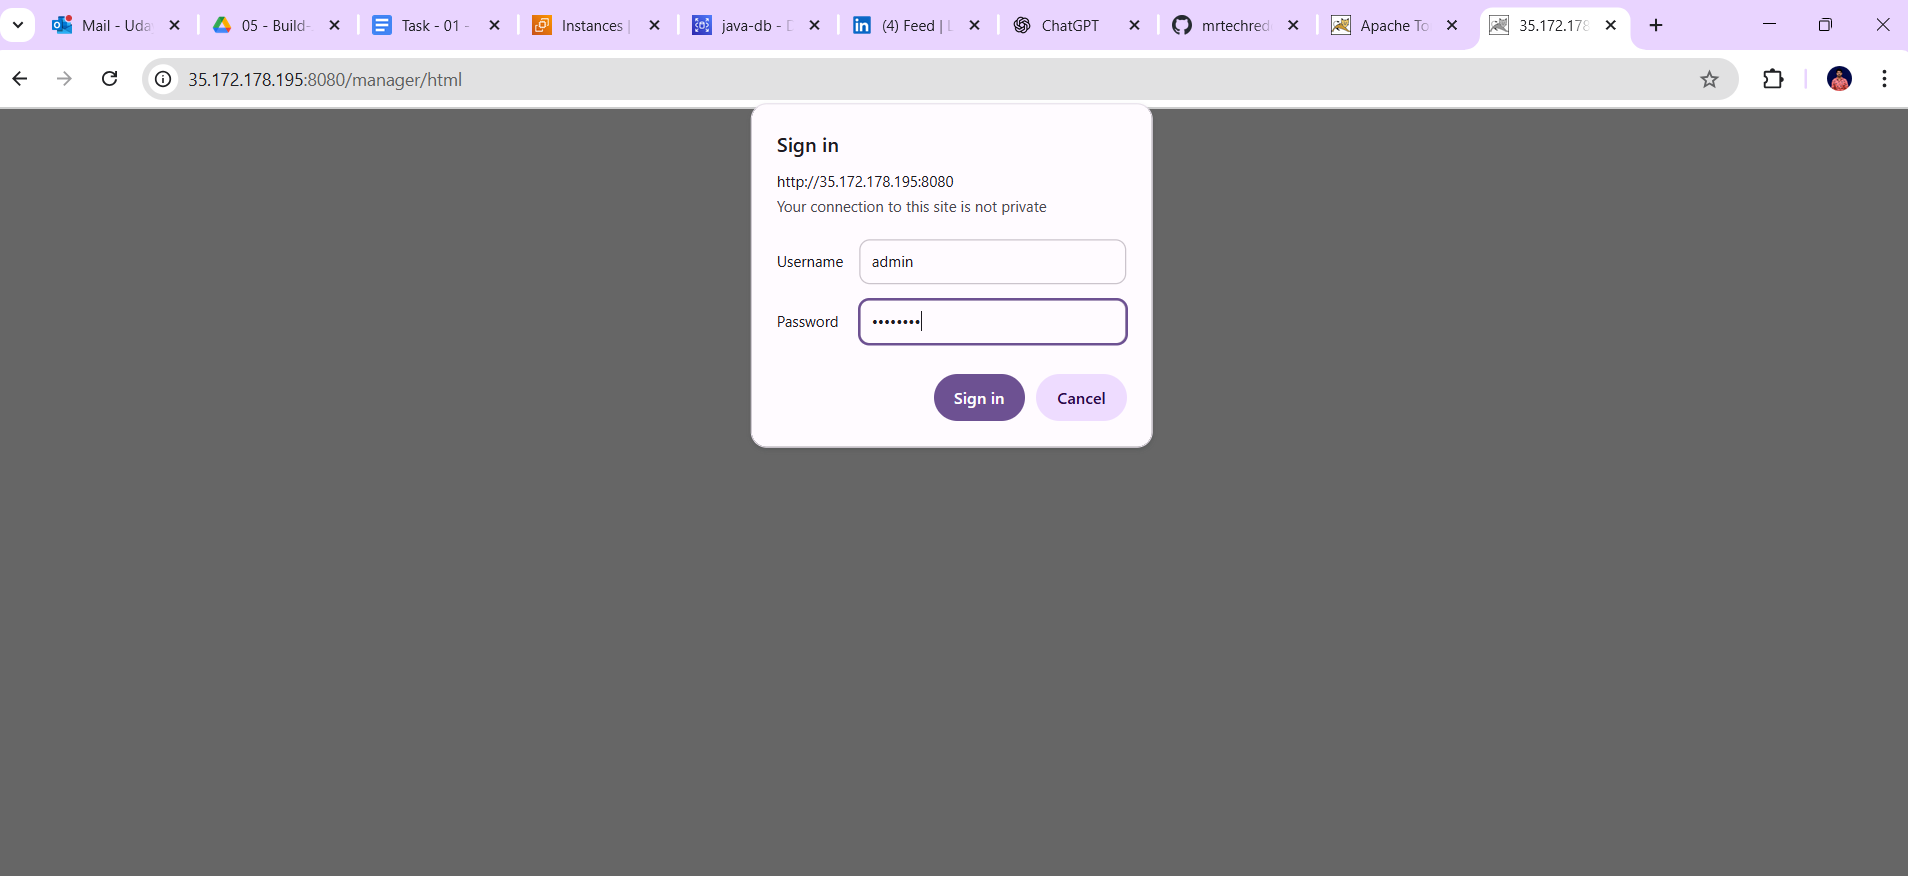 Mail - Uda
05 - Build-
Task - 01 -
Instances |
java-db - D
(4) Feed | L
ChatGPT
mrtechred
Apache To
35.172.178
35.172.178.195:8080/manager/html
Sign in
http://35.172.178.195:8080
Your connection to this site is not private
Username admin
Password ••••••••
Sign in Cancel